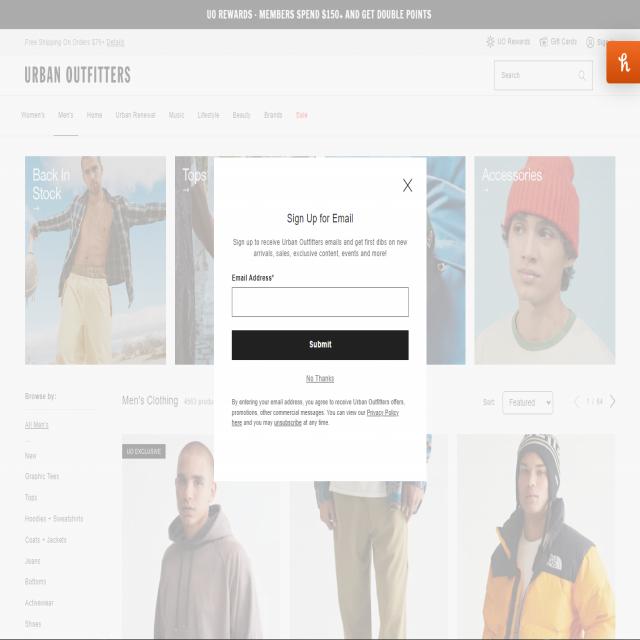 UO REWARDS - MEMBERS SPEND $150+ AND GET DOUBLE POINTS
Free Shipping On Orders $75+ Details
UO Rewards
Gift Cards
URBAN OUTFITTERS
Search
Women's Men's Home Urban Renewal Music Lifestyle Beauty Brands Sale
Back In
Stock
→
Tops
→
Accessories
→
X
Sign Up for Email
Sign up to receive Urban Outfitters emails and get first dibs on new
arrivals, sales, exclusive content, events and more!
Email Address*
Submit
No Thanks
By entering your email address, you agree to receive Urban Outfitters offers,
promotions, other commercial messages. You can view our Privacy Policy
here and you may unsubscribe at any time.
Browse by:
Men's Clothing
Sort:
Featured
1 / 64
All Men's
New
Graphic Tees
Tops
Hoodies + Sweatshirts
Coats + Jackets
Jeans
Bottoms
Activewear
Shoes
UO EXCLUSIVE
THE
NORTH
FACE